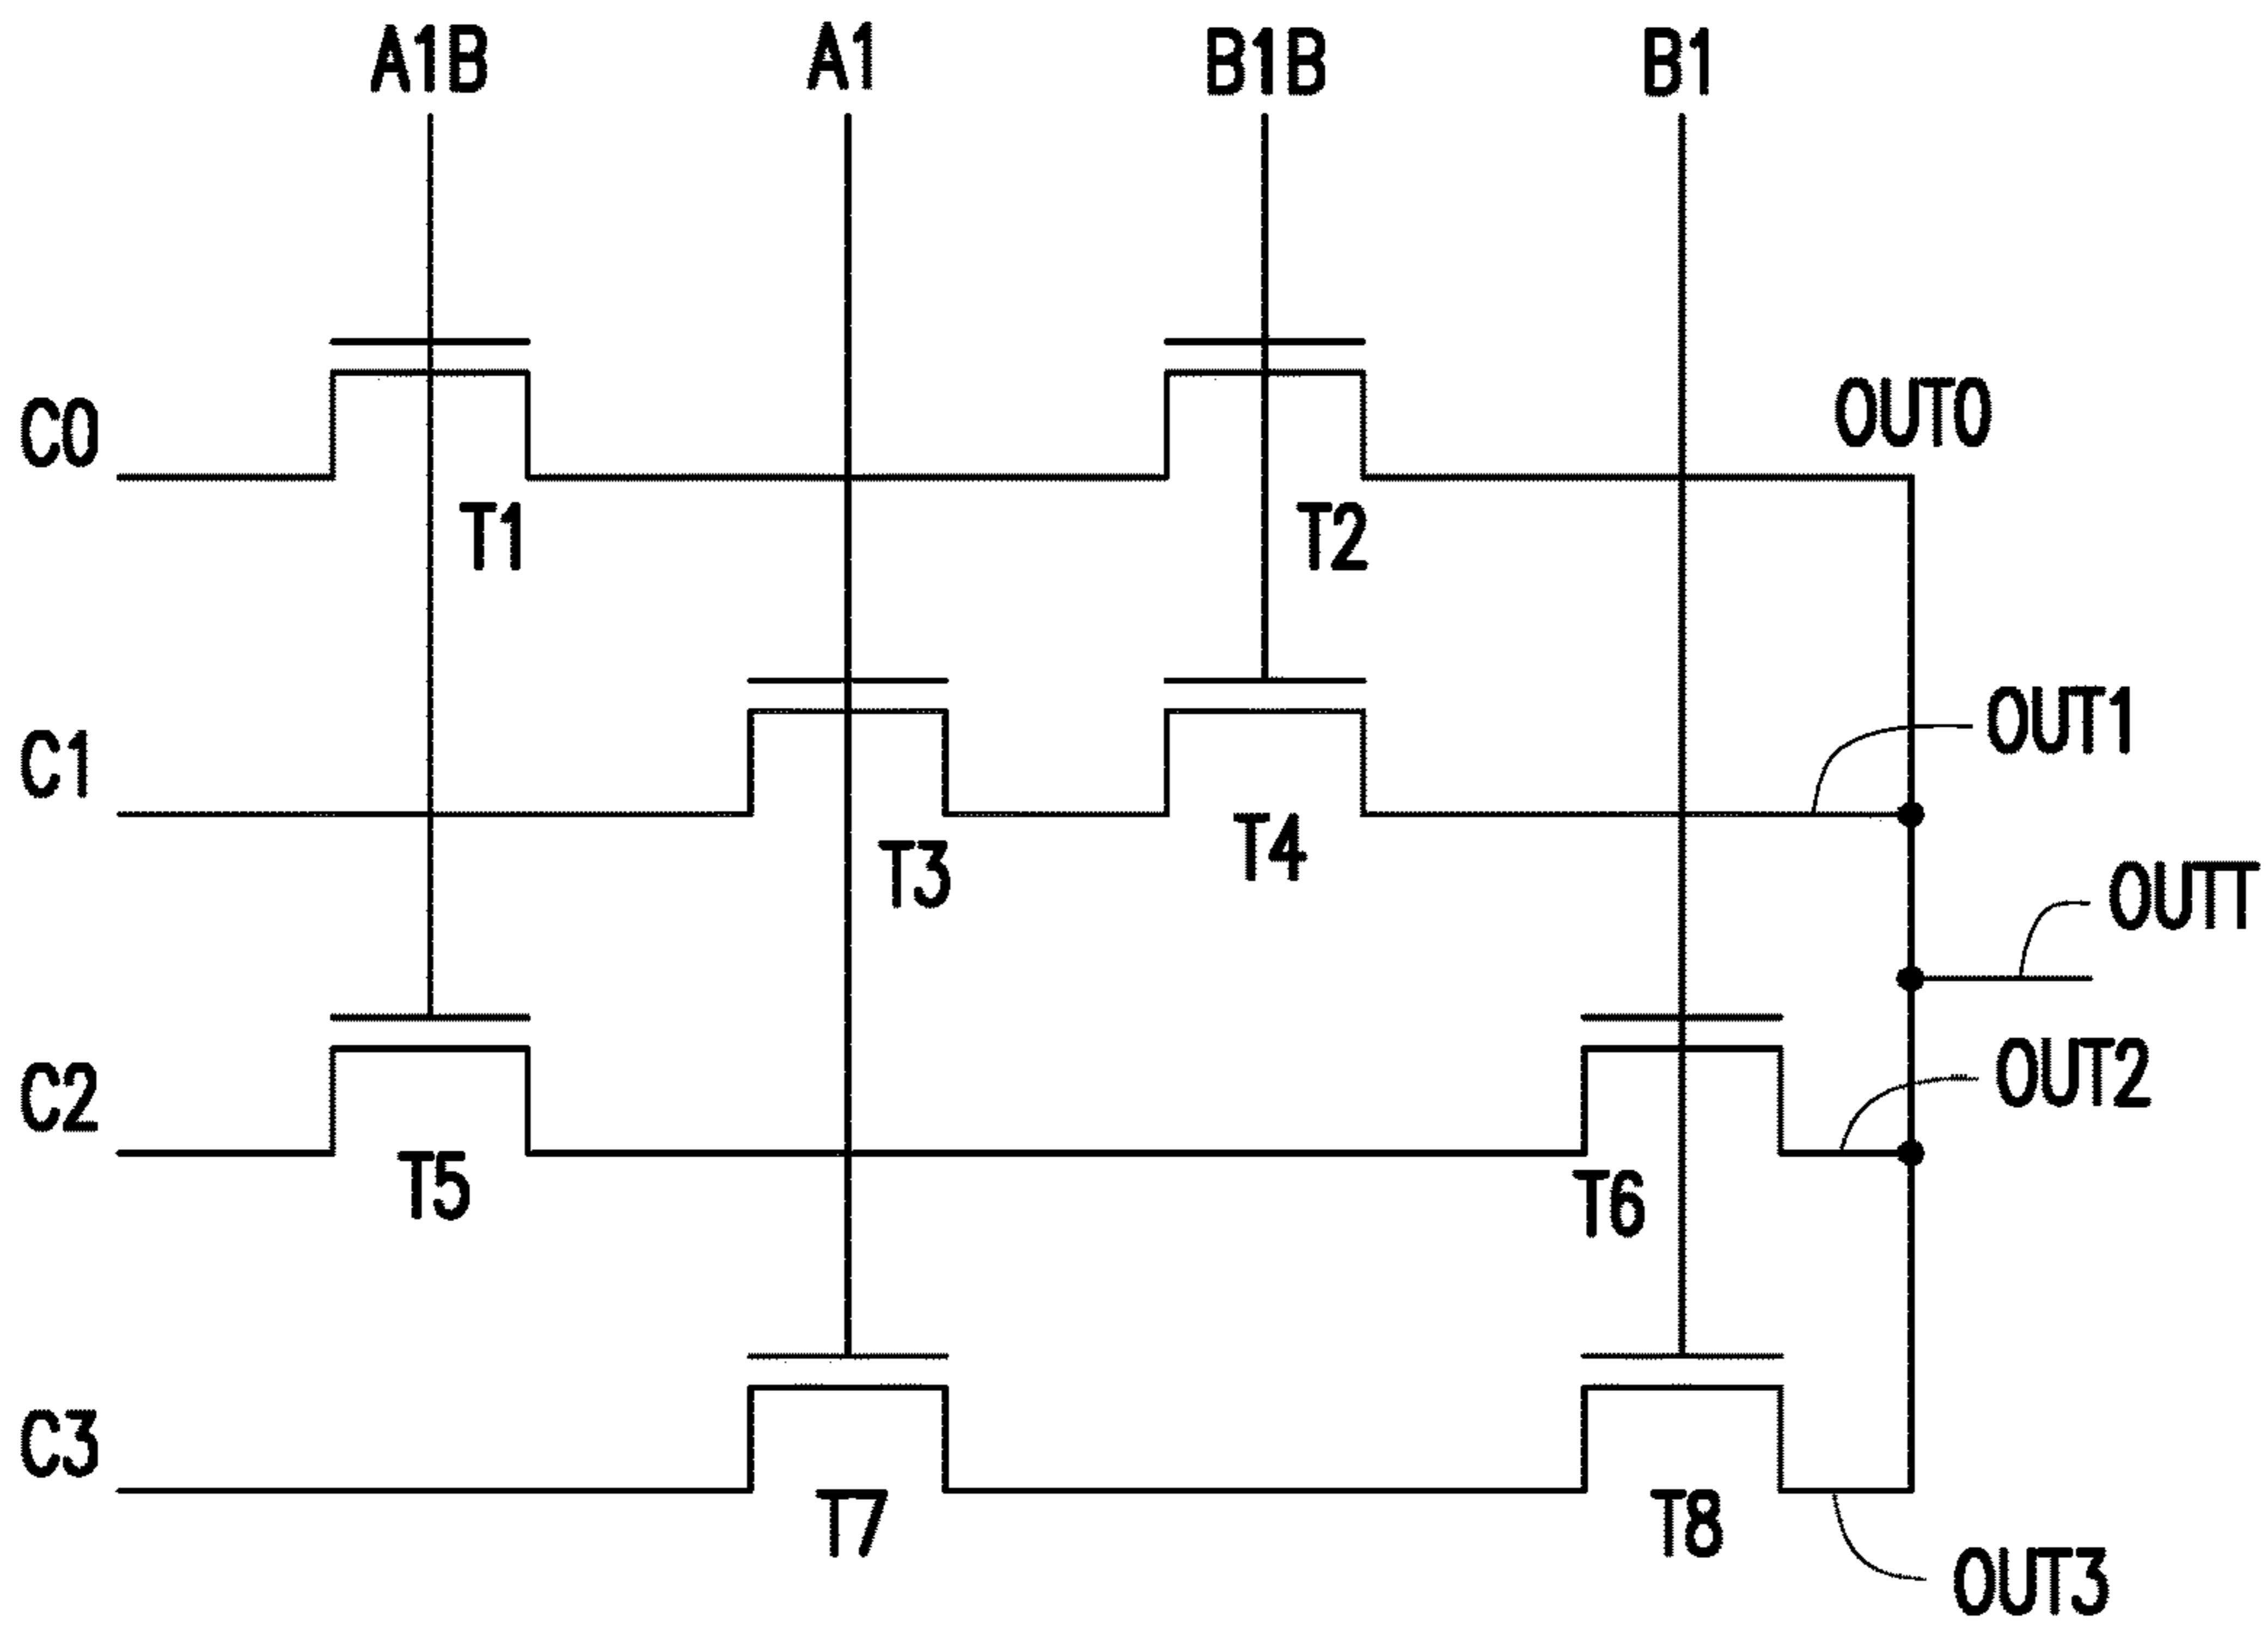 A1B A1 B1B B1
C0 OUT0
T1 T2
C1 OUT1
T3 T4
OUTT
C2 OUT2
T5 T6
C3
T7 T8
OUT3